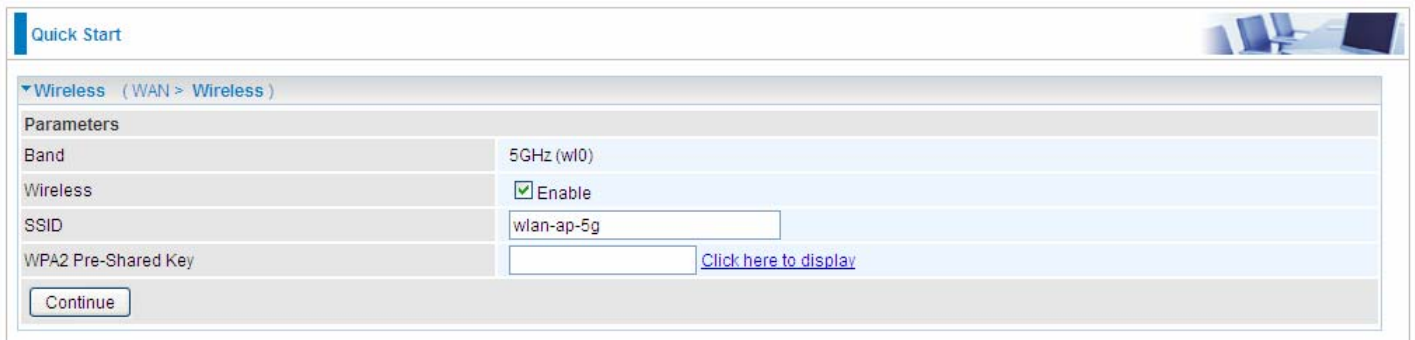 Quick Start
Wireless ( WAN > Wireless )
Parameters
Band 5GHz (wl0)
Wireless Enable
SSID wlan-ap-5g
WPA2 Pre-Shared Key Click here to display
Continue